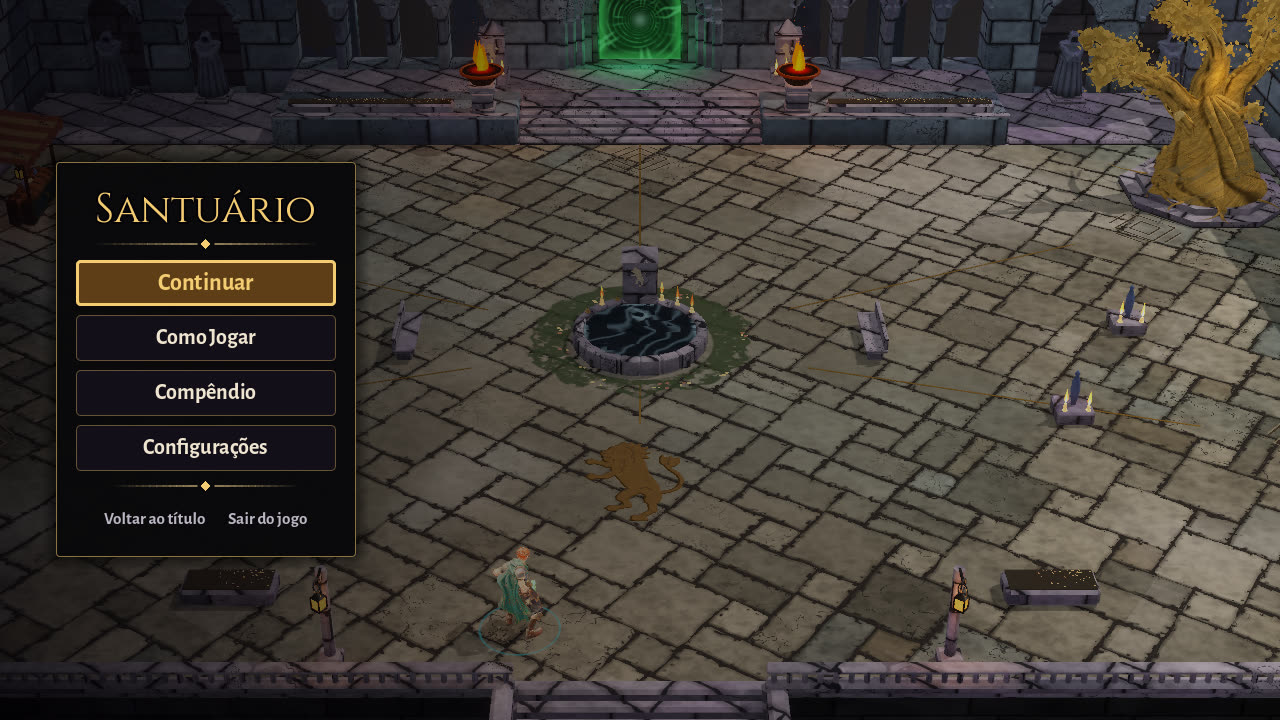 Santuário
Continuar
Como Jogar
Compêndio
Configurações
Voltar ao título Sair do jogo